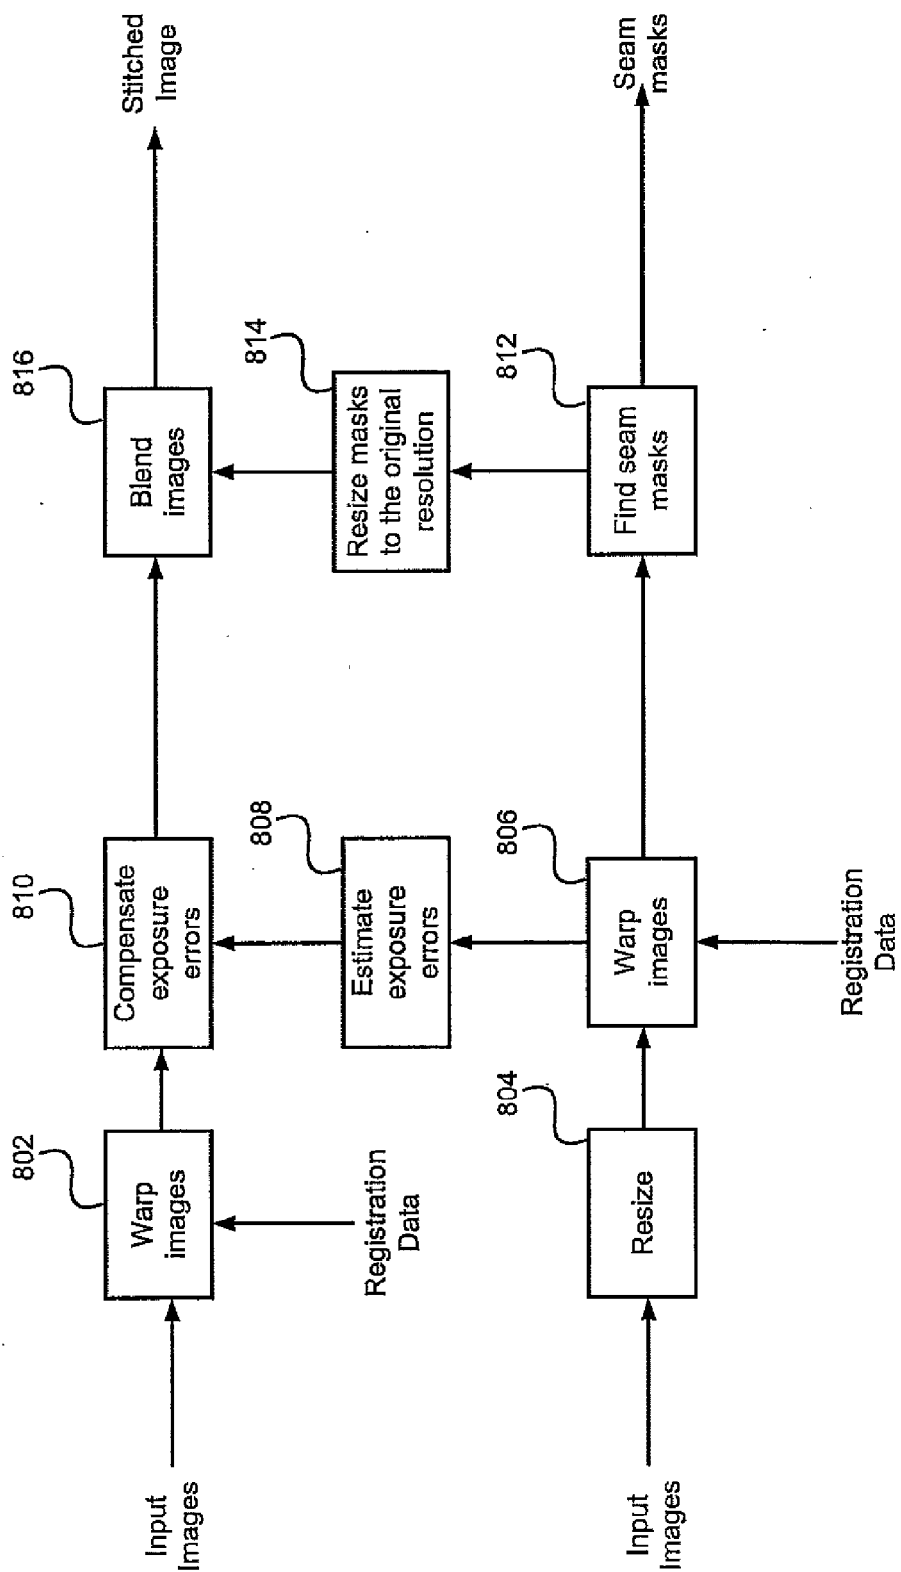 Input
Images
802
Warp
images
Registration
Data
810
Compensate
exposure
errors
816
Blend
images
Stitched
Image
808
Estimate
exposure
errors
814
Resize masks
to the original
resolution
Input
Images
804
Resize
806
Warp
images
Registration
Data
812
Find seam
masks
Seam
masks